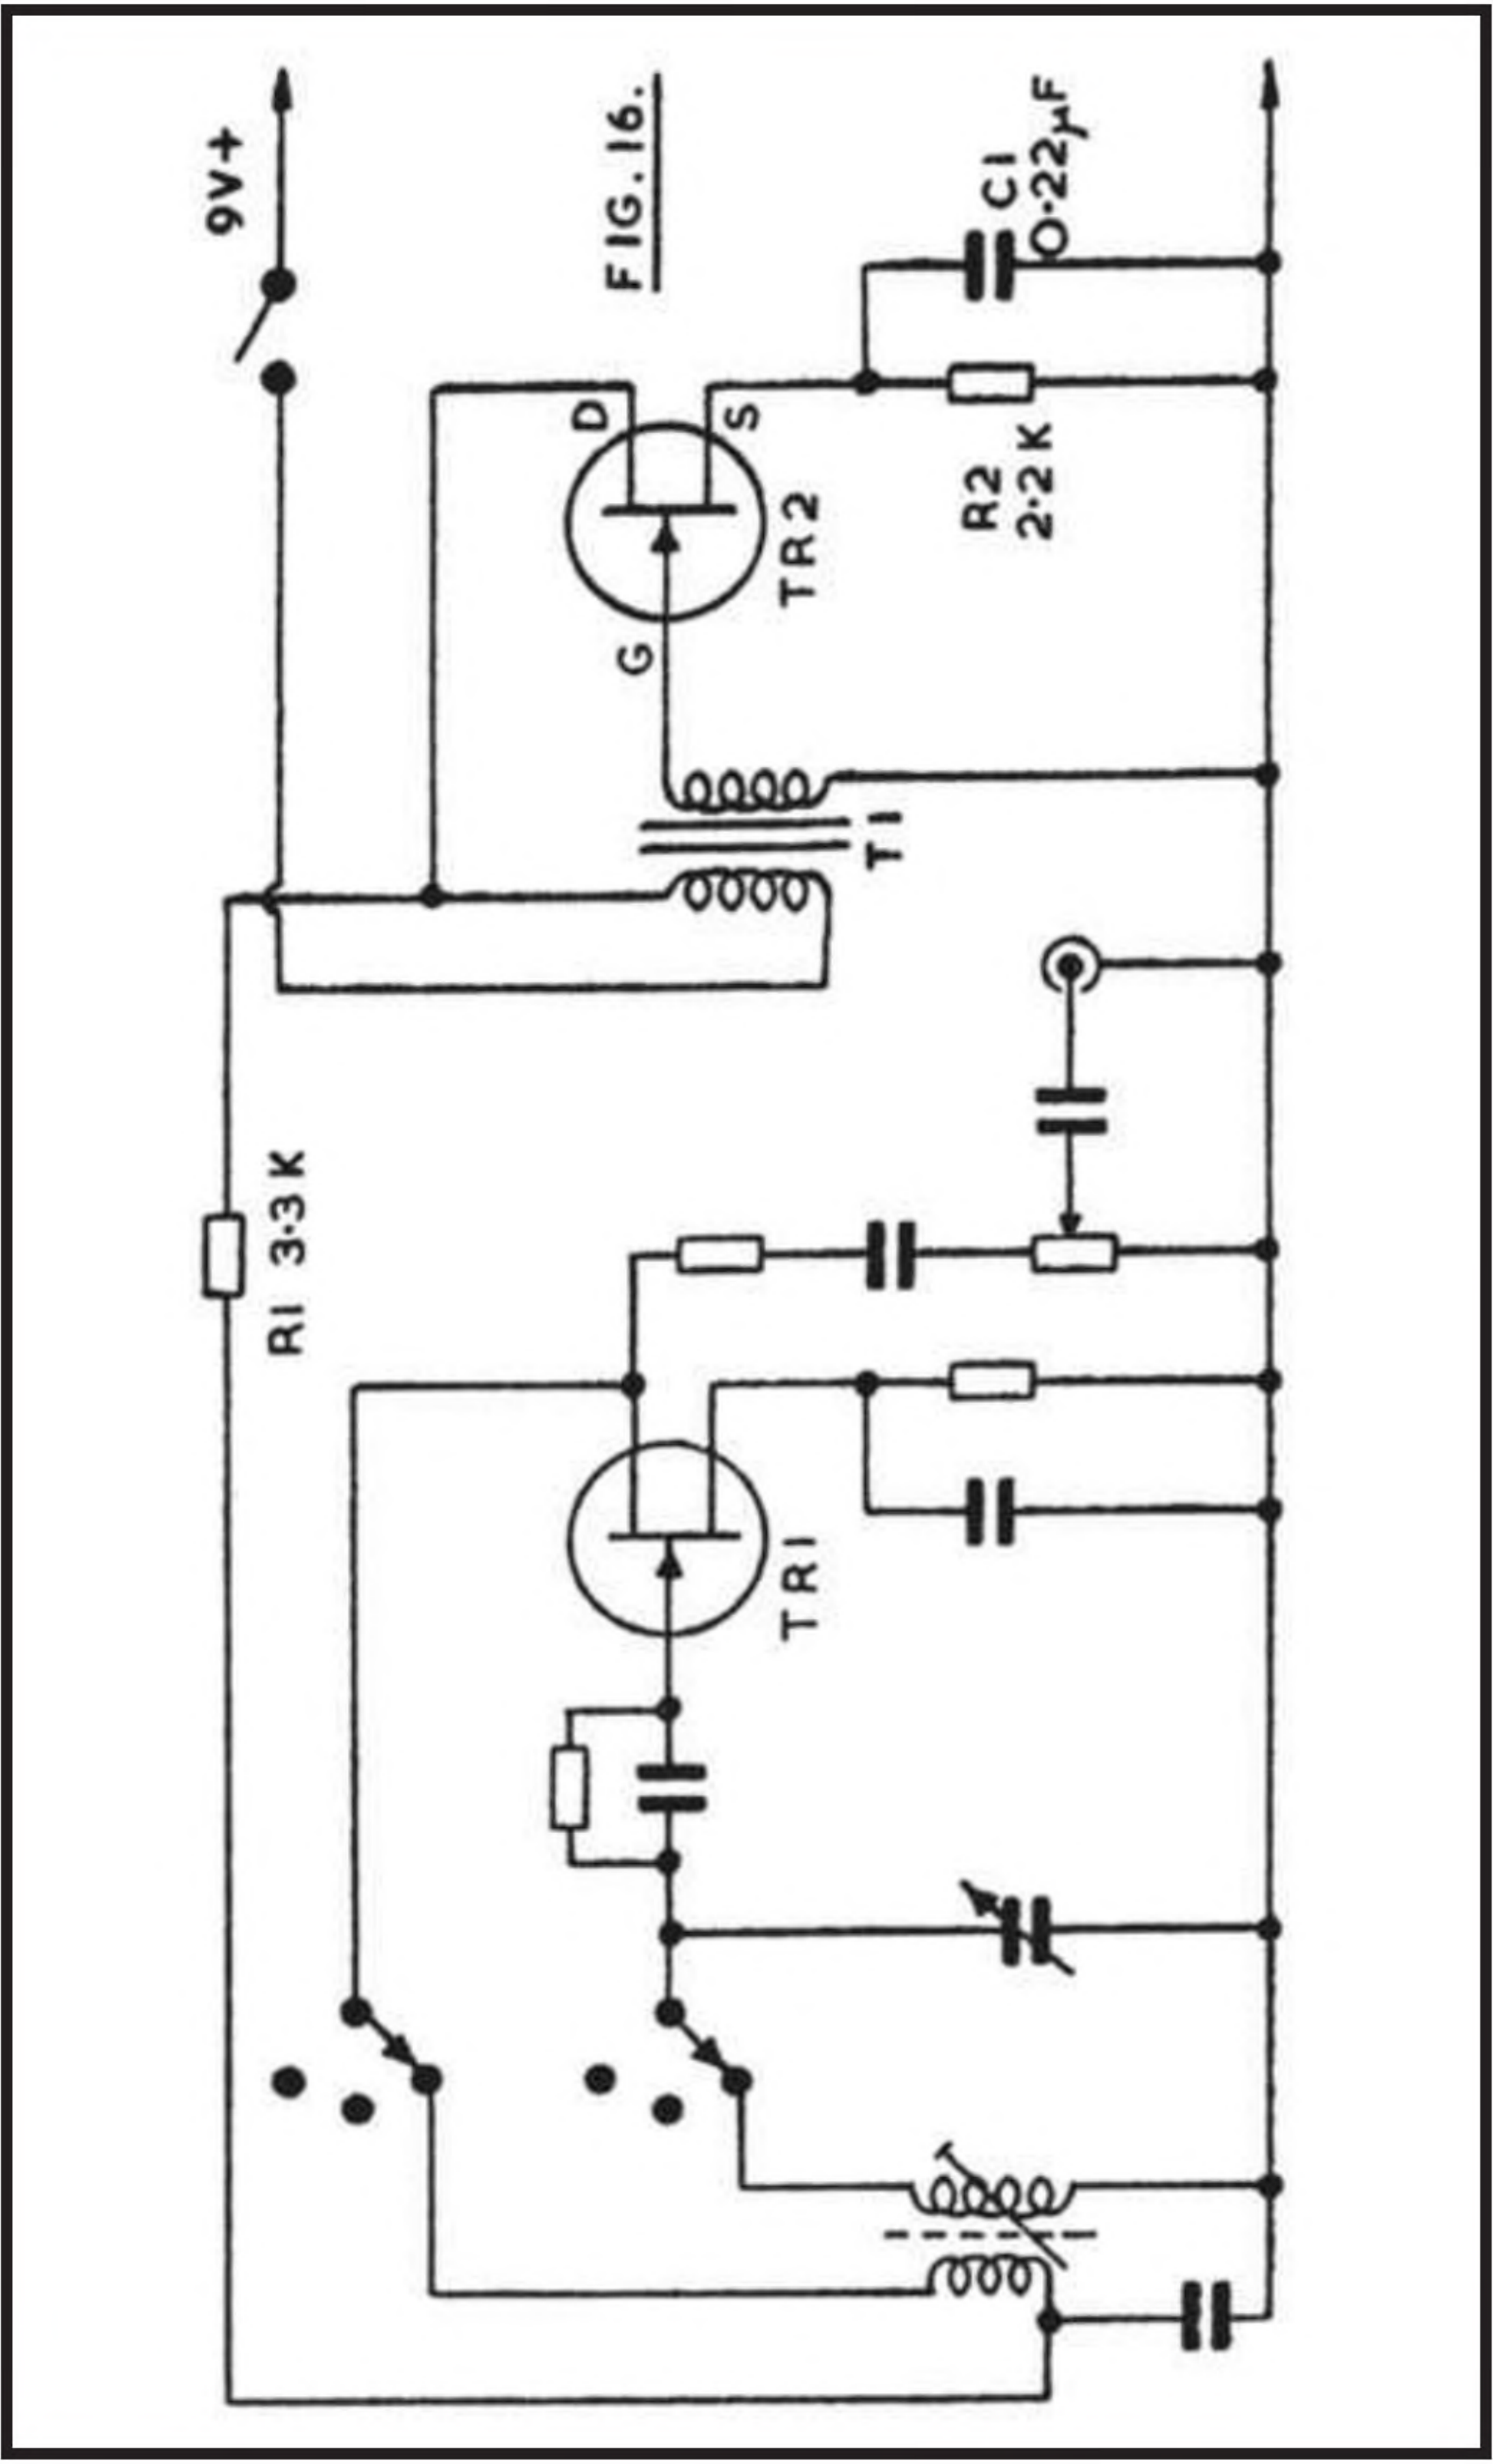 9V+
FIG. 16.
C1
0·22μF
D
S
G
TR2
R2
2·2K
T1
R1 3·3K
TR1